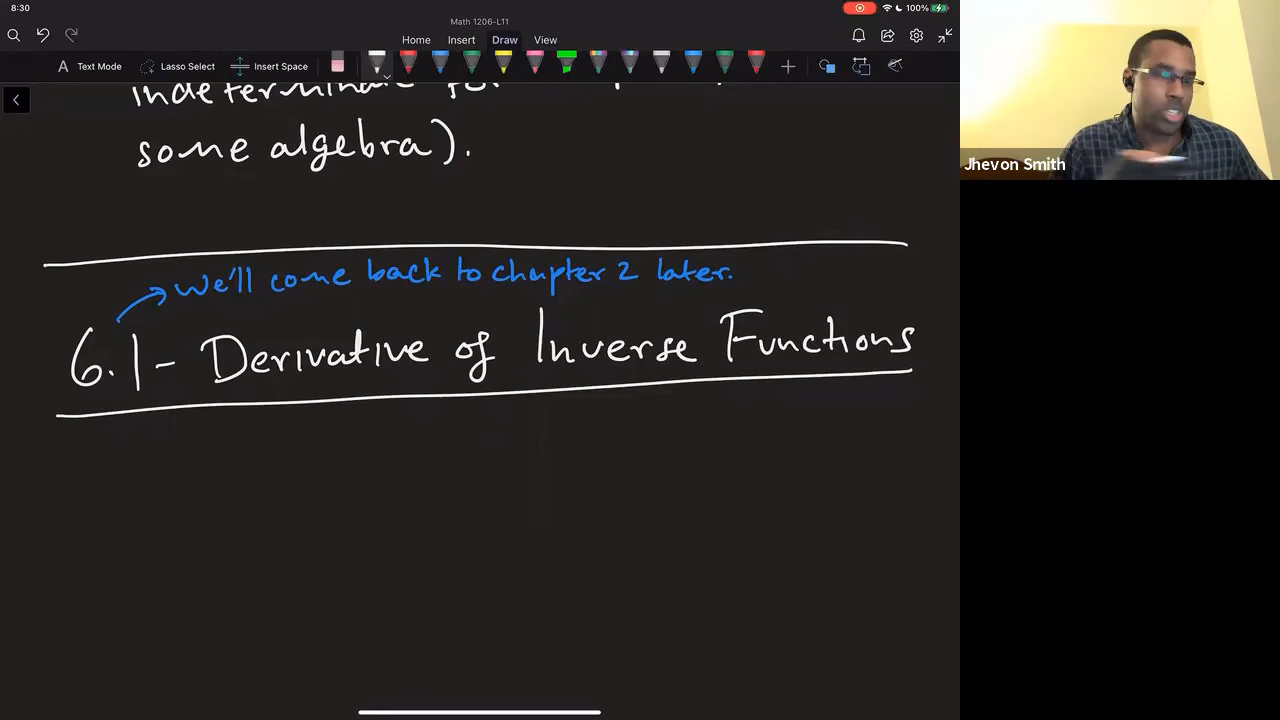 8:30
100%
Math 1206-L11
Home Insert Draw View
Text Mode Lasso Select Insert Space
some algebra).
We'll come back to chapter 2 later.
6.1 - Derivative of Inverse Functions
Jhevon Smith